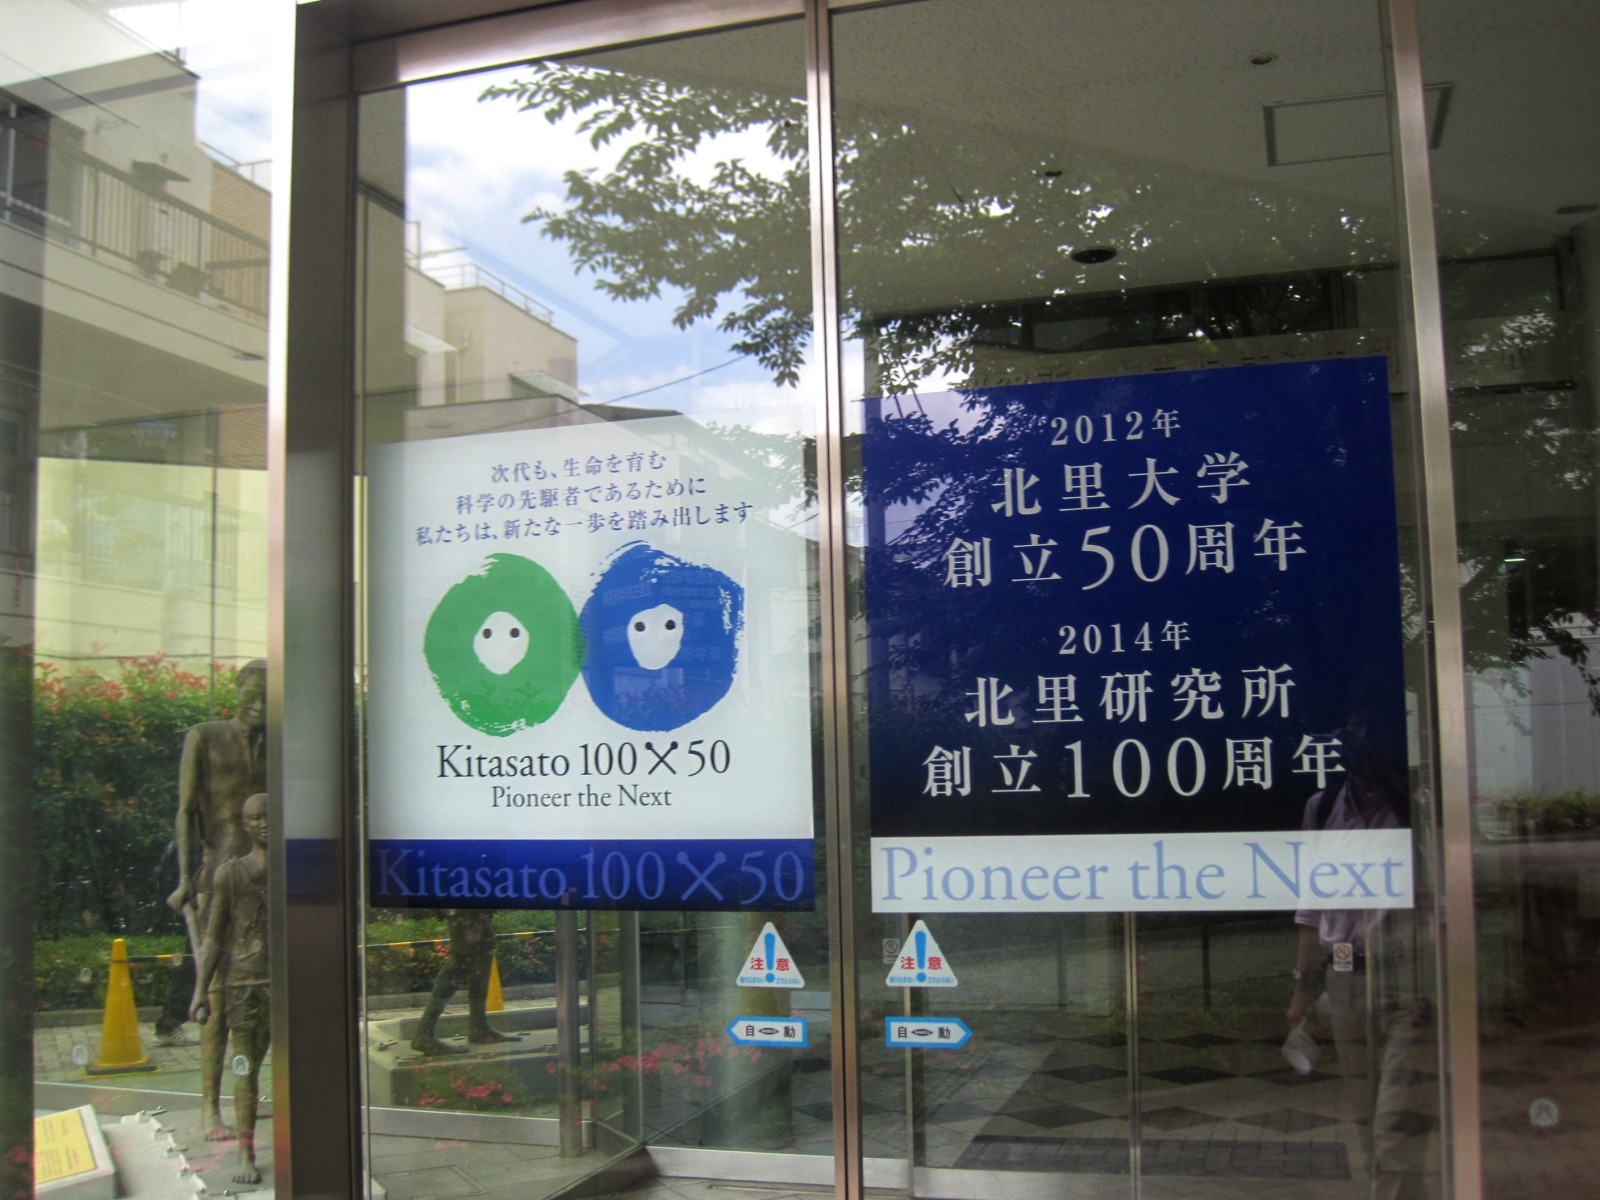 次代も、生命を育む
科学の先駆者であるために
私たちは、新たな一歩を踏み出します
Kitasato 100×50
Pioneer the Next
Kitasato 100×50
2012年
北里大学
創立50周年
2014年
北里研究所
創立100周年
Pioneer the Next
注意
自動
注意
自動